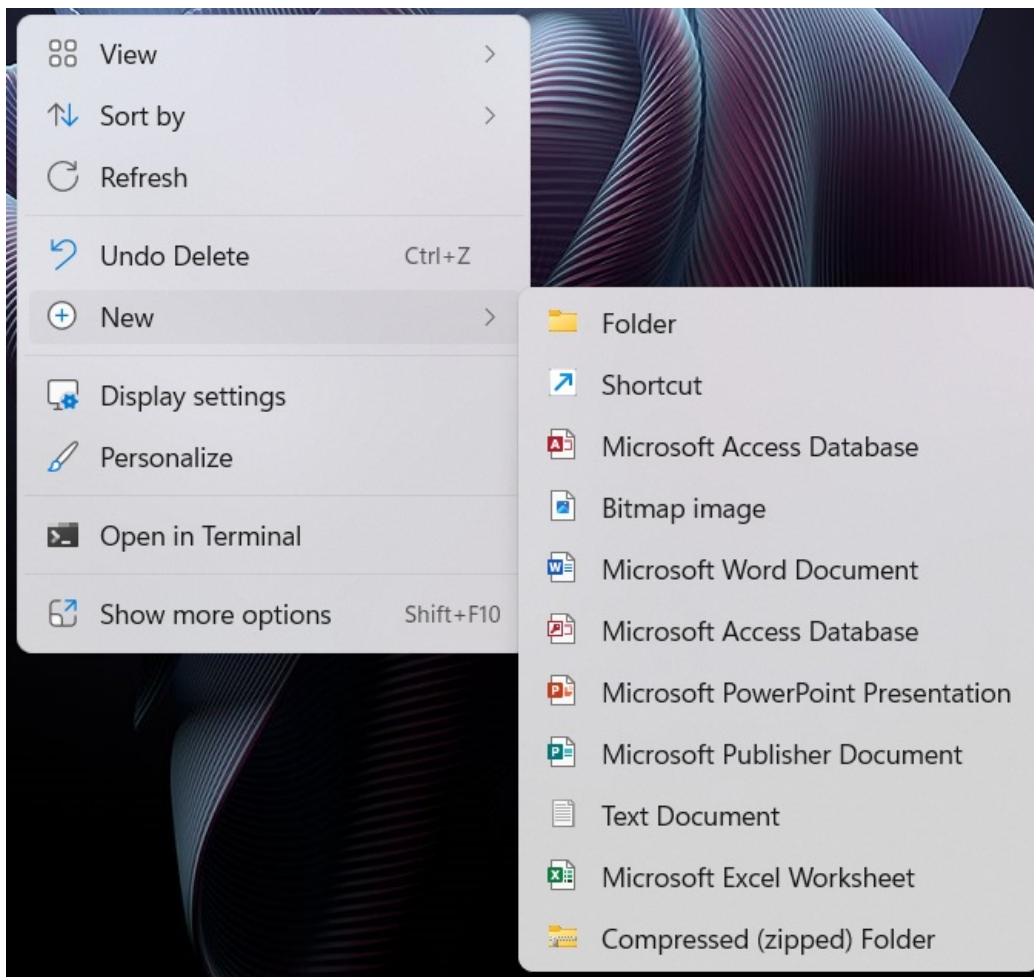 View
Sort by
Refresh
Undo Delete Ctrl+Z
New
Display settings
Personalize
Open in Terminal
Show more options Shift+F10
Folder
Shortcut
Microsoft Access Database
Bitmap image
Microsoft Word Document
Microsoft Access Database
Microsoft PowerPoint Presentation
Microsoft Publisher Document
Text Document
Microsoft Excel Worksheet
Compressed (zipped) Folder